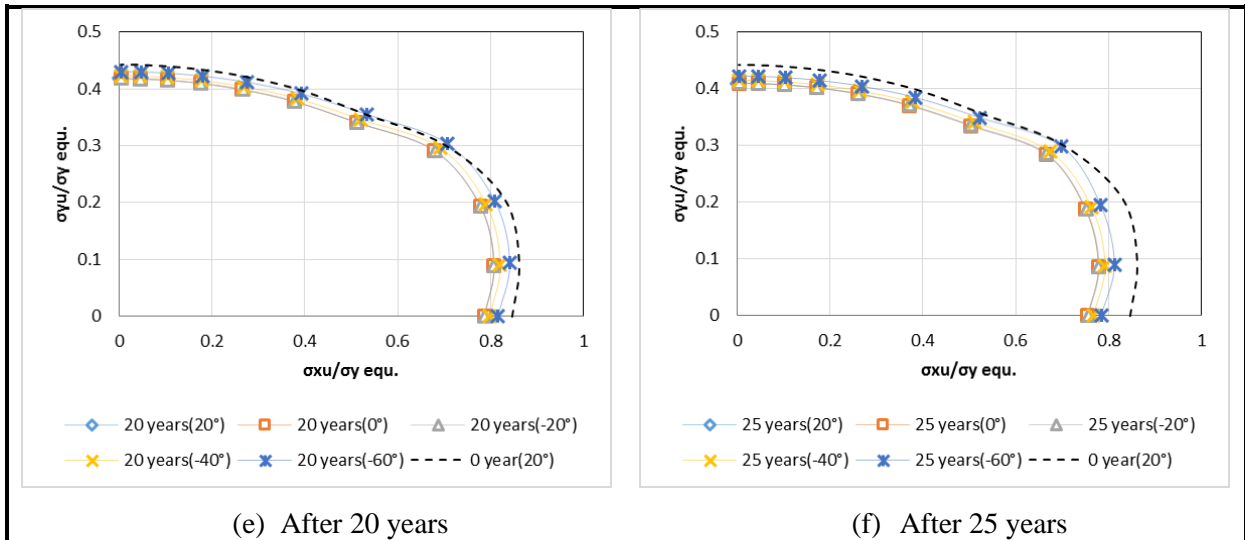 0.5
0.4
0.3
0.2
0.1
0
σyu/σy equ.
0 0.2 0.4 0.6 0.8 1
σxu/σy equ.
20 years(20°) 20 years(0°) 20 years(-20°)
20 years(-40°) 20 years(-60°) 0 year(20°)
(e) After 20 years
0.5
0.4
0.3
0.2
0.1
0
σyu/σy equ.
0 0.2 0.4 0.6 0.8 1
σxu/σy equ.
25 years(20°) 25 years(0°) 25 years(-20°)
25 years(-40°) 25 years(-60°) 0 year(20°)
(f) After 25 years